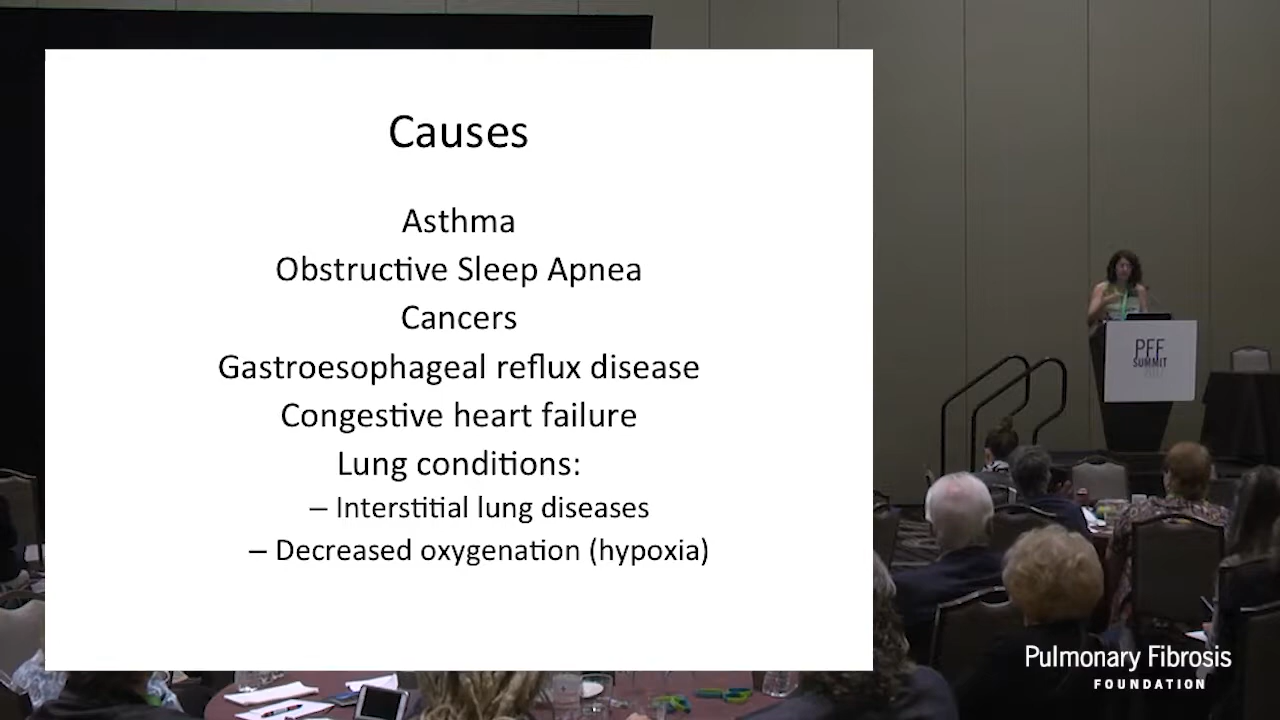 Causes
Asthma
Obstructive Sleep Apnea
Cancers
Gastroesophageal reflux disease
Congestive heart failure
Lung conditions:
– Interstitial lung diseases
– Decreased oxygenation (hypoxia)
PFF
SUMMIT
Pulmonary Fibrosis
FOUNDATION